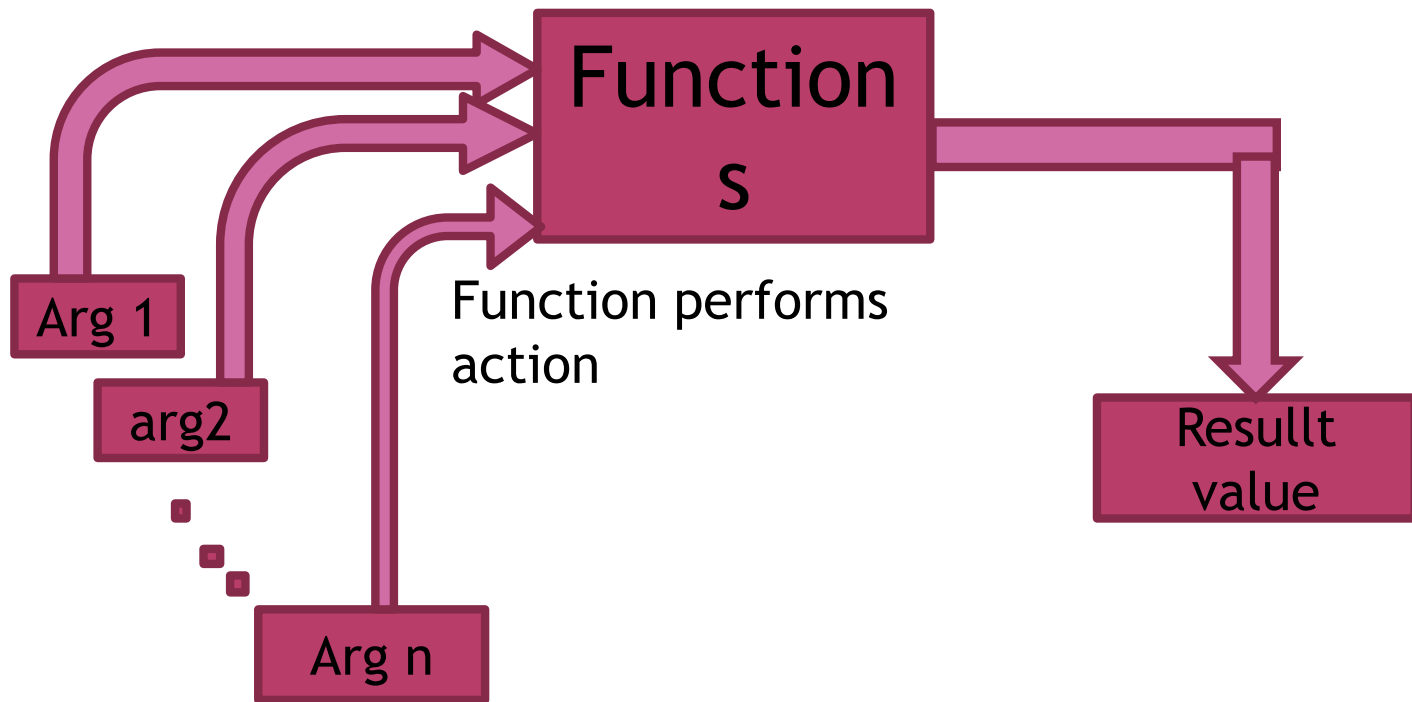 Function
s
Arg 1
Function performs
action
arg2
Resullt
value
Arg n